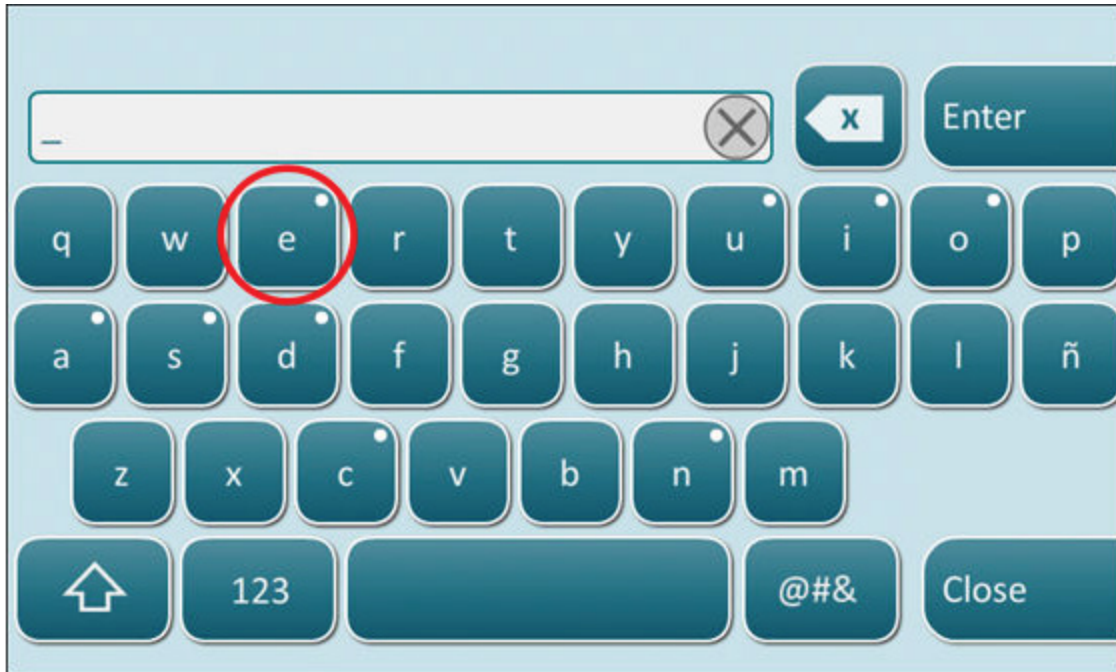 _
x Enter
q w e r t y u i o p
a s d f g h j k l ñ
z x c v b n m
123 @#& Close